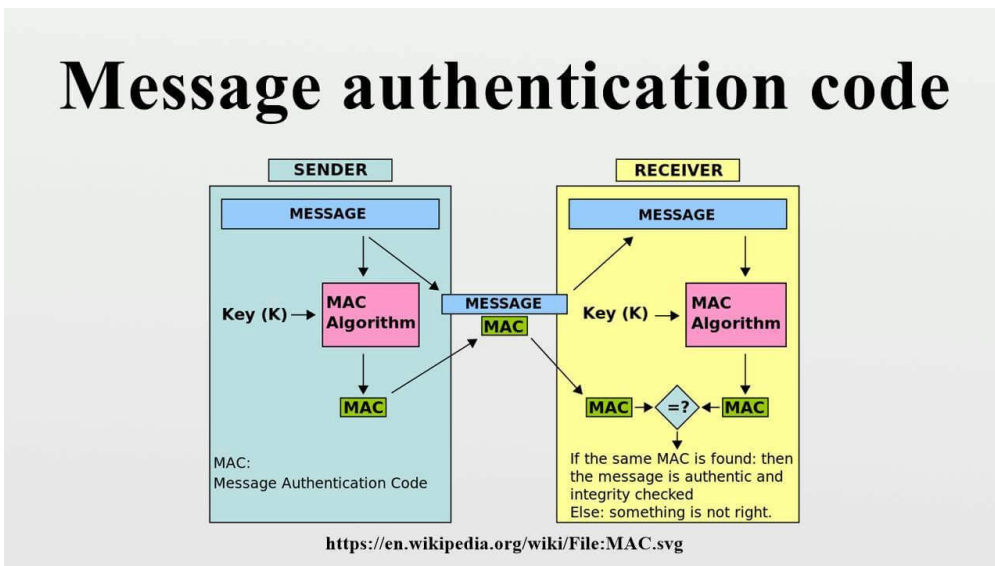 Message authentication code
SENDER
MESSAGE
Key (K)
MAC
Algorithm
MAC
MAC:
Message Authentication Code
MESSAGE
MAC
RECEIVER
MESSAGE
Key (K)
MAC
Algorithm
MAC
=?
MAC
If the same MAC is found: then
the message is authentic and
integrity checked
Else: something is not right.
https://en.wikipedia.org/wiki/File:MAC.svg